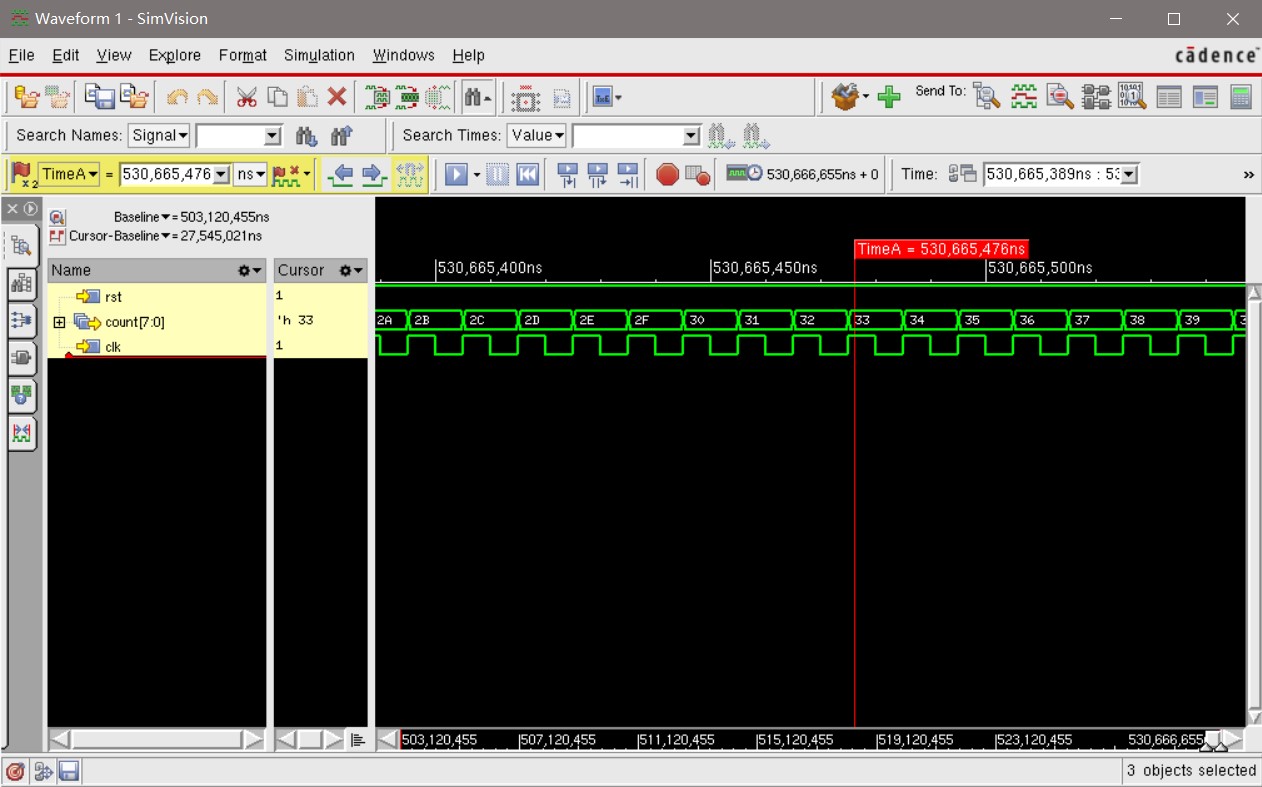 Waveform 1 - SimVision
File Edit View Explore Format Simulation Windows Help cādence
Send To:
Search Names: Signal Search Times: Value
x2 TimeA = 530,665,476 ns 530,666,655ns + 0 Time: 530,665,389ns : 53 »
Baseline = 503,120,455ns
Cursor-Baseline = 27,545,021ns
TimeA = 530,665,476ns
Name Cursor 530,665,400ns 530,665,450ns 530,665,500ns
rst 1
count[7:0] 'h 33 2A 2B 2C 2D 2E 2F 30 31 32 33 34 35 36 37 38 39 3
clk 1
503,120,455 507,120,455 511,120,455 515,120,455 519,120,455 523,120,455 530,666,655
3 objects selected